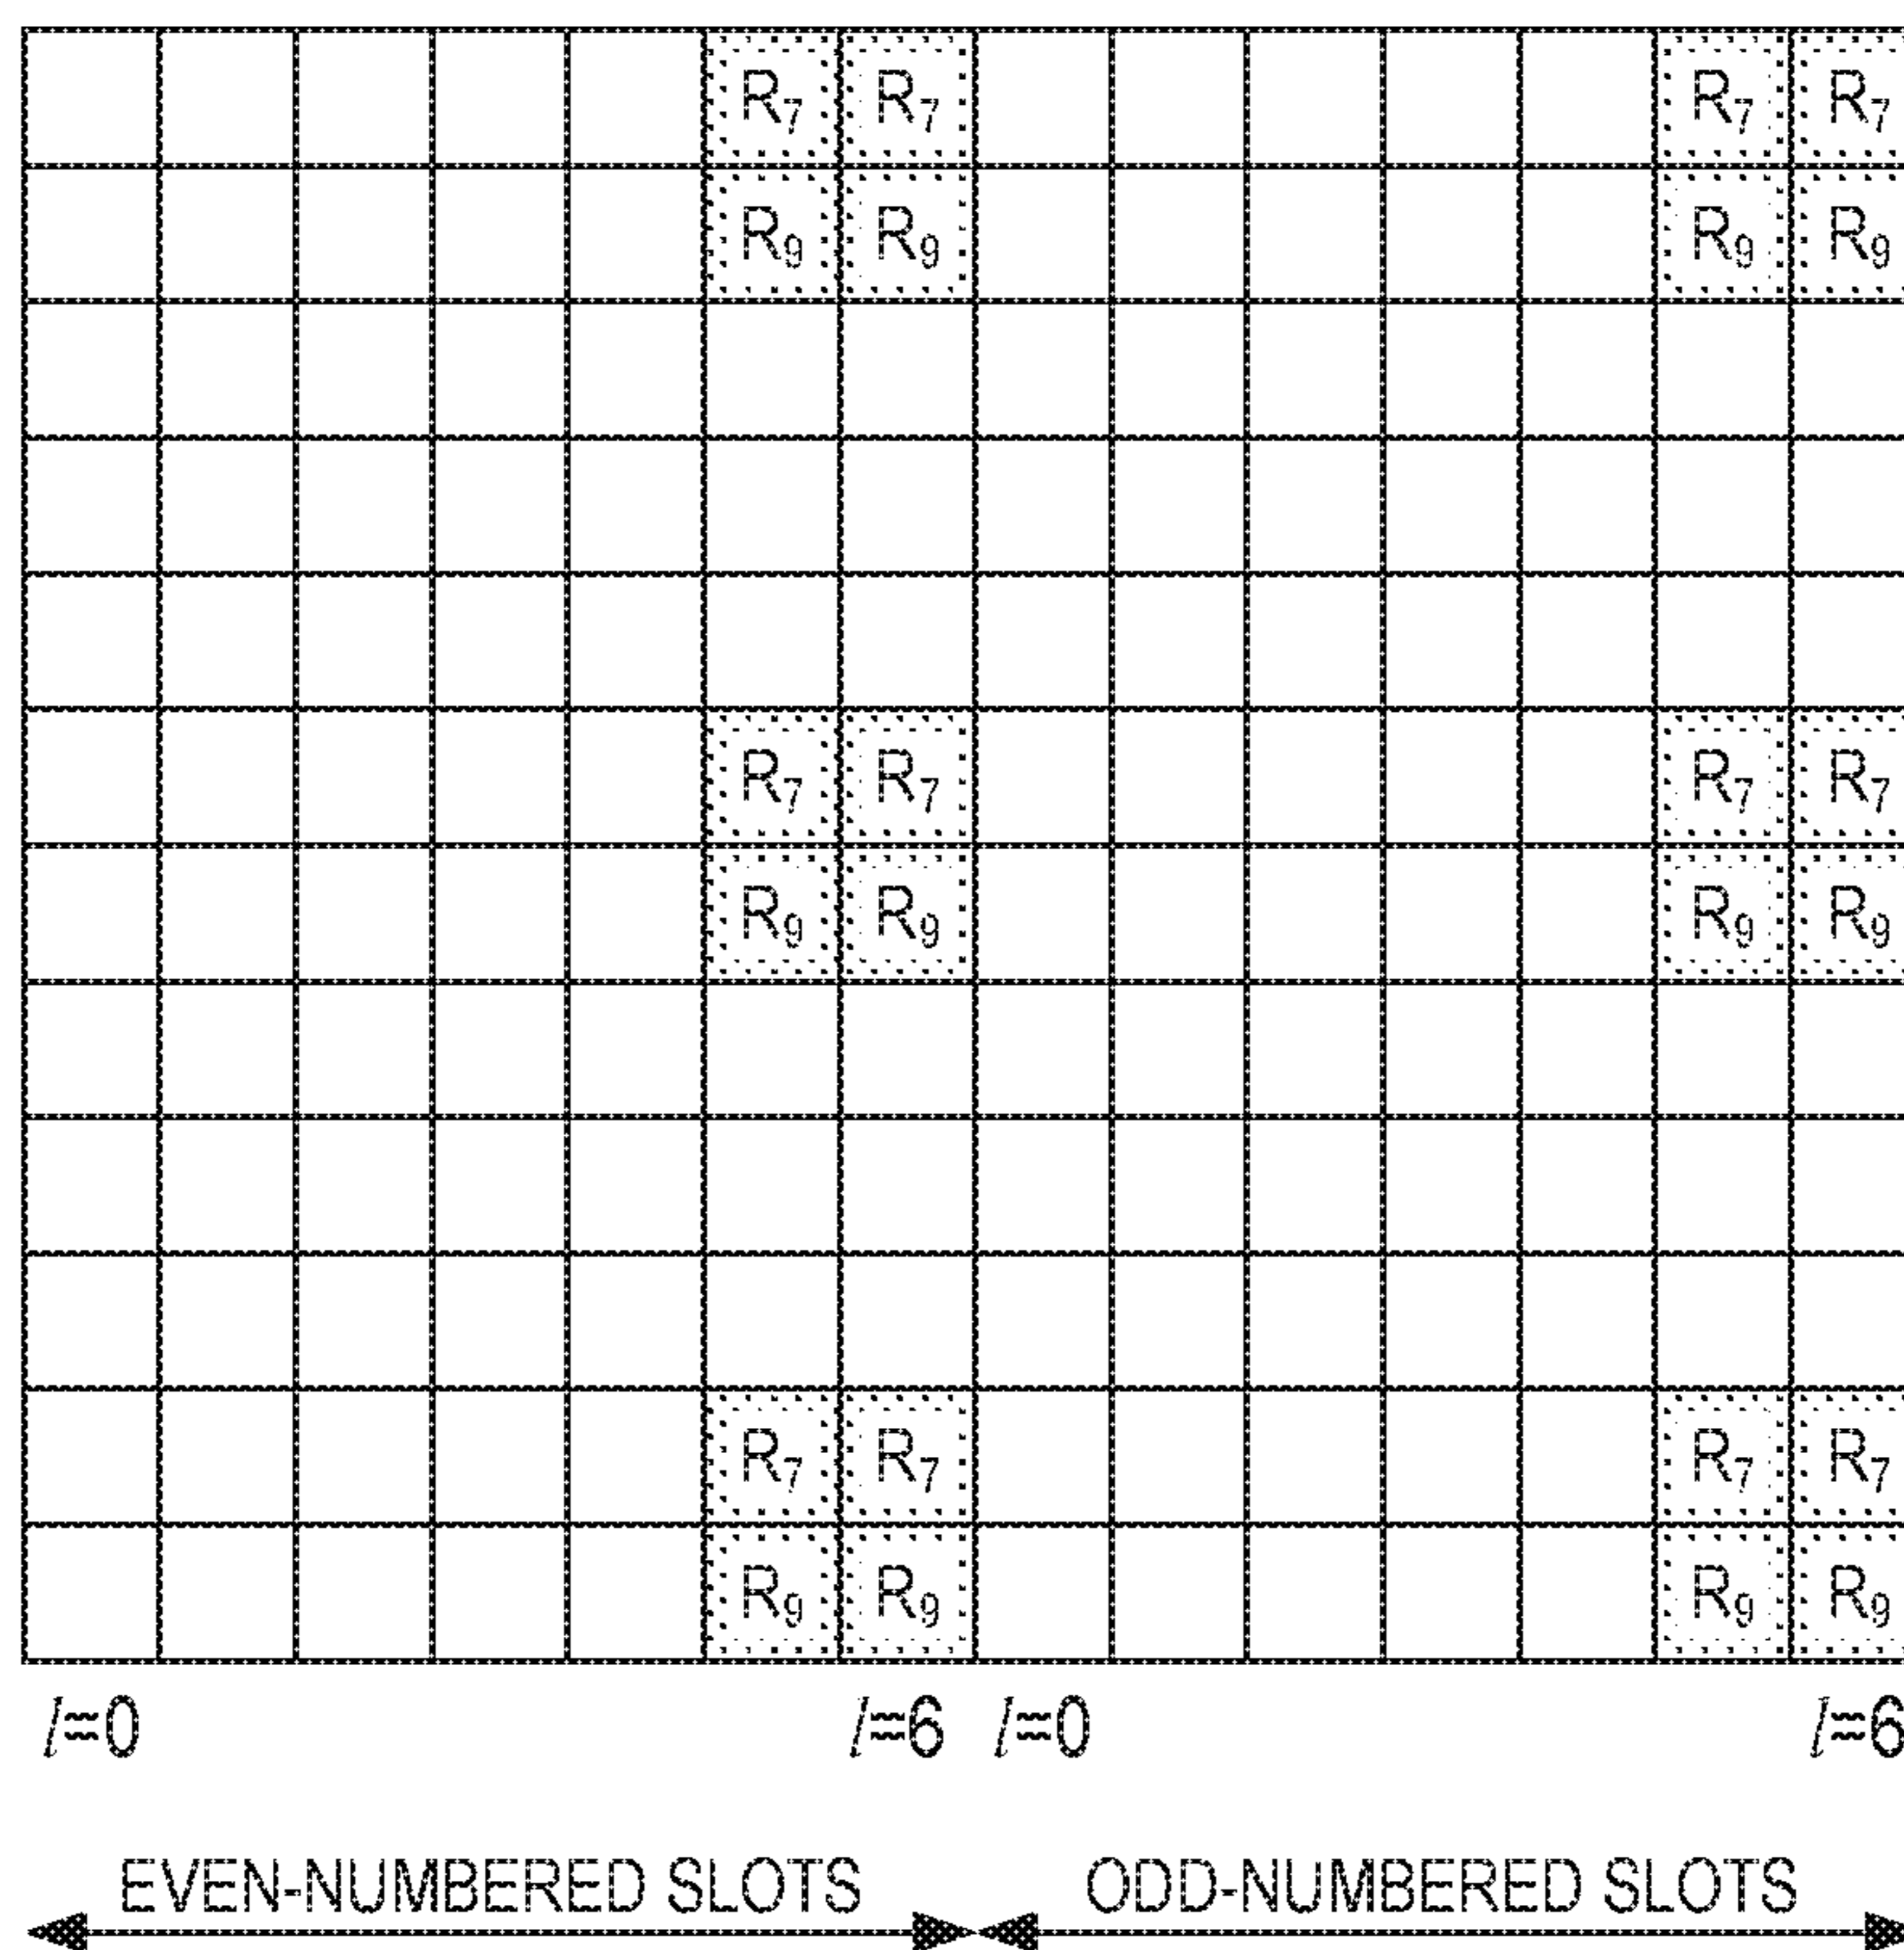 R₇ R₇ R₇ R₇
R₉ R₉ R₉ R₉
R₇ R₇ R₇ R₇
R₉ R₉ R₉ R₉
R₇ R₇ R₇ R₇
R₉ R₉ R₉ R₉
l=0 l=6 l=0 l=6
EVEN-NUMBERED SLOTS ODD-NUMBERED SLOTS